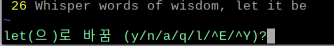 26 Whisper words of wisdom, let it be
~
let(으)로 바꿈 (y/n/a/q/l/^E/^Y)?